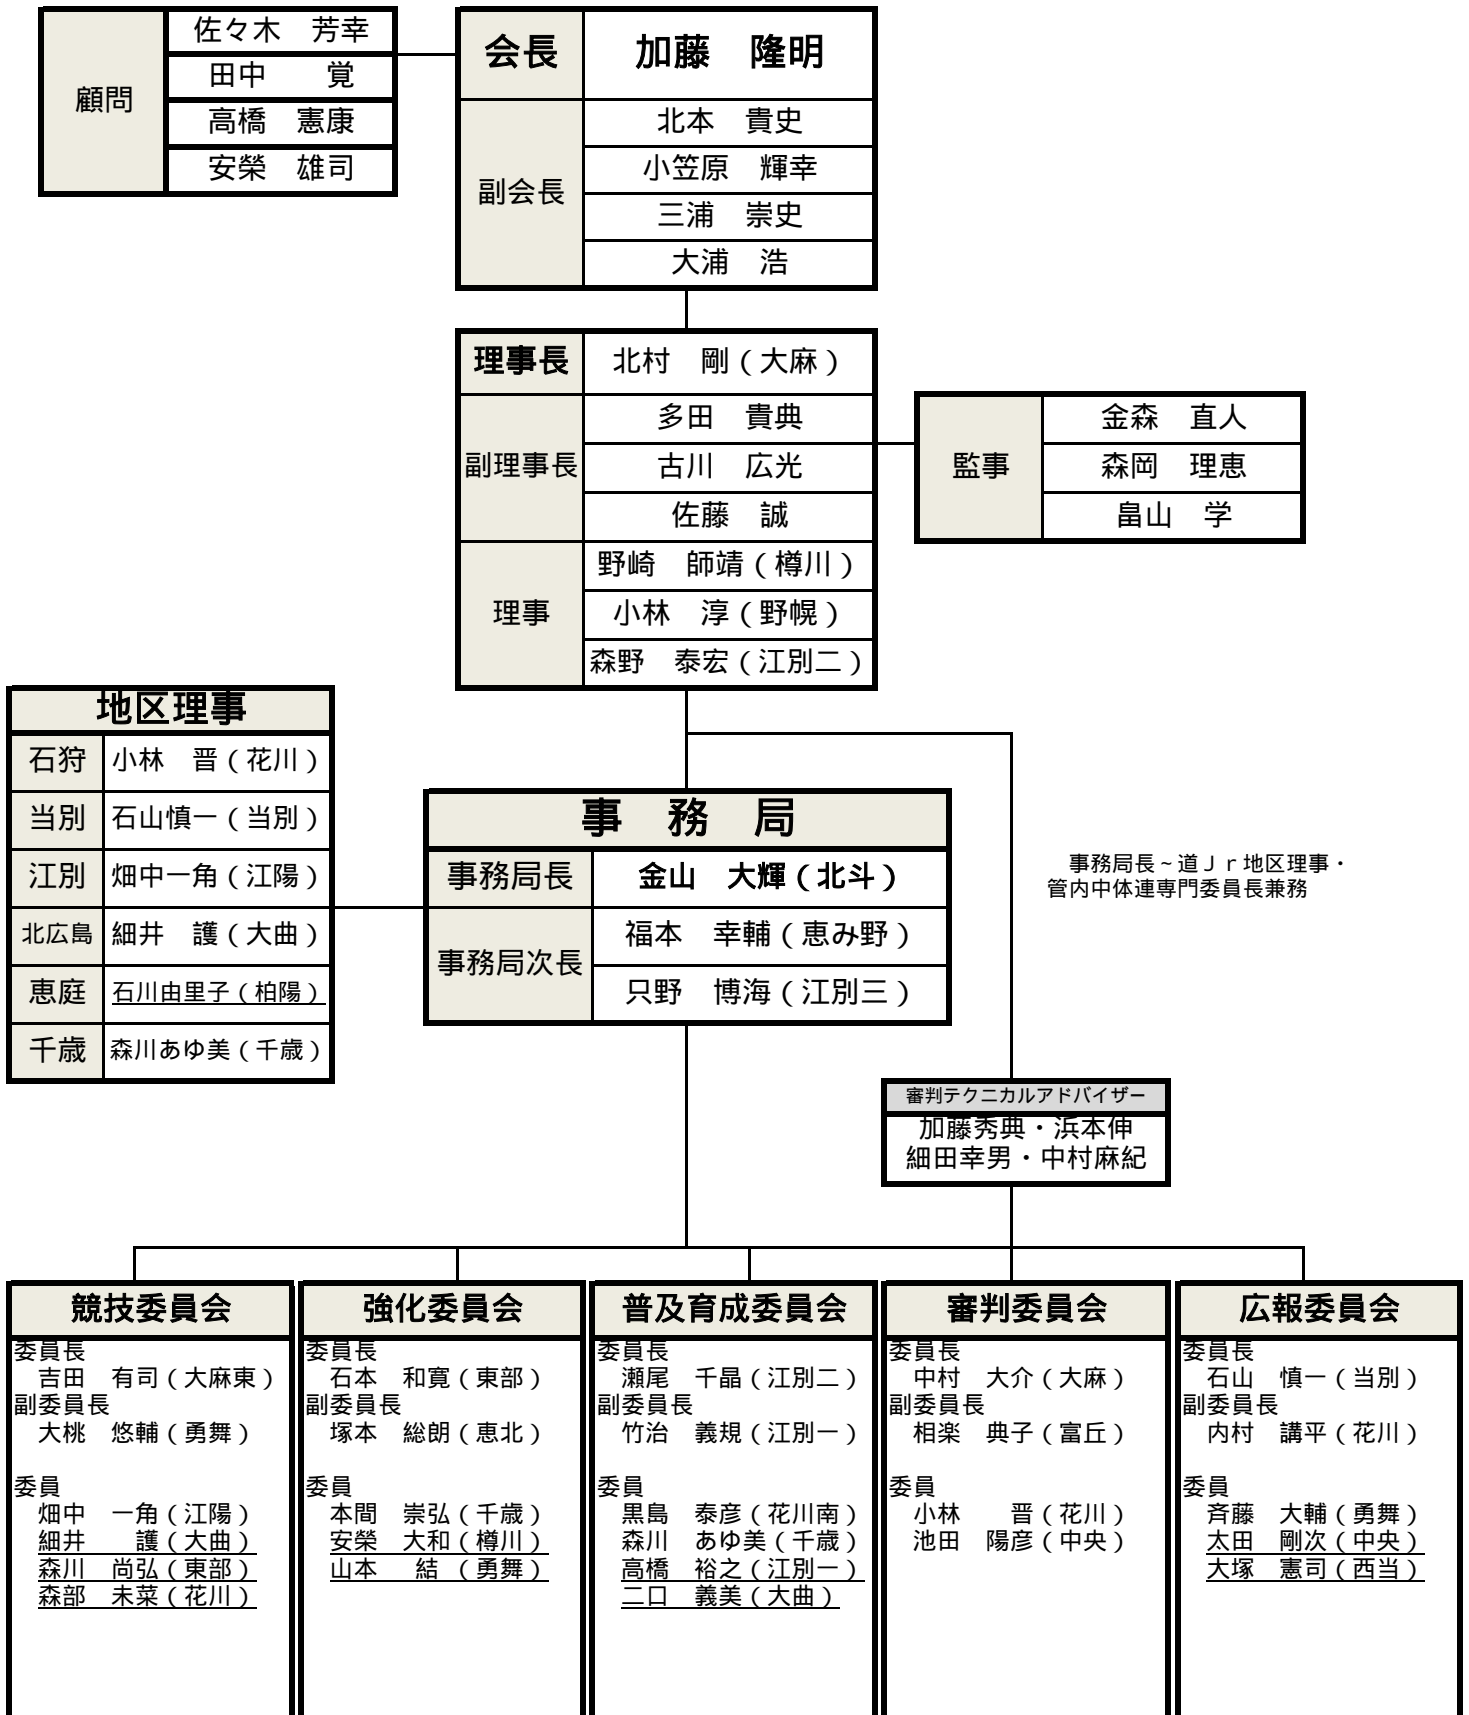 顧問
佐々木　芳幸
田中　　覚
高橋　憲康
安榮　雄司
会長
加藤　隆明
副会長
北本　貴史
小笠原　輝幸
三浦　崇史
大浦　浩
理事長
北村　剛（大麻）
副理事長
多田　貴典
古川　広光
佐藤　誠
理事
野崎　師靖（樽川）
小林　淳（野幌）
森野　泰宏（江別二）
監事
金森　直人
森岡　理恵
畠山　学
地区理事
石狩　小林　晋（花川）
当別　石山慎一（当別）
江別　畑中一角（江陽）
北広島　細井　護（大曲）
恵庭　石川由里子（柏陽）
千歳　森川あゆ美（千歳）
事　務　局
事務局長　金山　大輝（北斗）
事務局次長
福本　幸輔（恵み野）
只野　博海（江別三）
事務局長～道Ｊｒ地区理事・
管内中体連専門委員長兼務
審判テクニカルアドバイザー
加藤秀典・浜本伸
細田幸男・中村麻紀
競技委員会
委員長
吉田　有司（大麻東）
副委員長
大桃　悠輔（勇舞）
委員
畑中　一角（江陽）
細井　　護（大曲）
森川　尚弘（東部）
森部　未菜（花川）
強化委員会
委員長
石本　和寛（東部）
副委員長
塚本　総朗（恵北）
委員
本間　崇弘（千歳）
安榮　大和（樽川）
山本　結（勇舞）
普及育成委員会
委員長
瀬尾　千晶（江別二）
副委員長
竹治　義規（江別一）
委員
黒島　泰彦（花川南）
森川　あゆ美（千歳）
高橋　裕之（江別一）
二口　義美（大曲）
審判委員会
委員長
中村　大介（大麻）
副委員長
相楽　典子（富丘）
委員
小林　　晋（花川）
池田　陽彦（中央）
広報委員会
委員長
石山　慎一（当別）
副委員長
内村　講平（花川）
委員
斉藤　大輔（勇舞）
太田　剛次（中央）
大塚　憲司（西当）